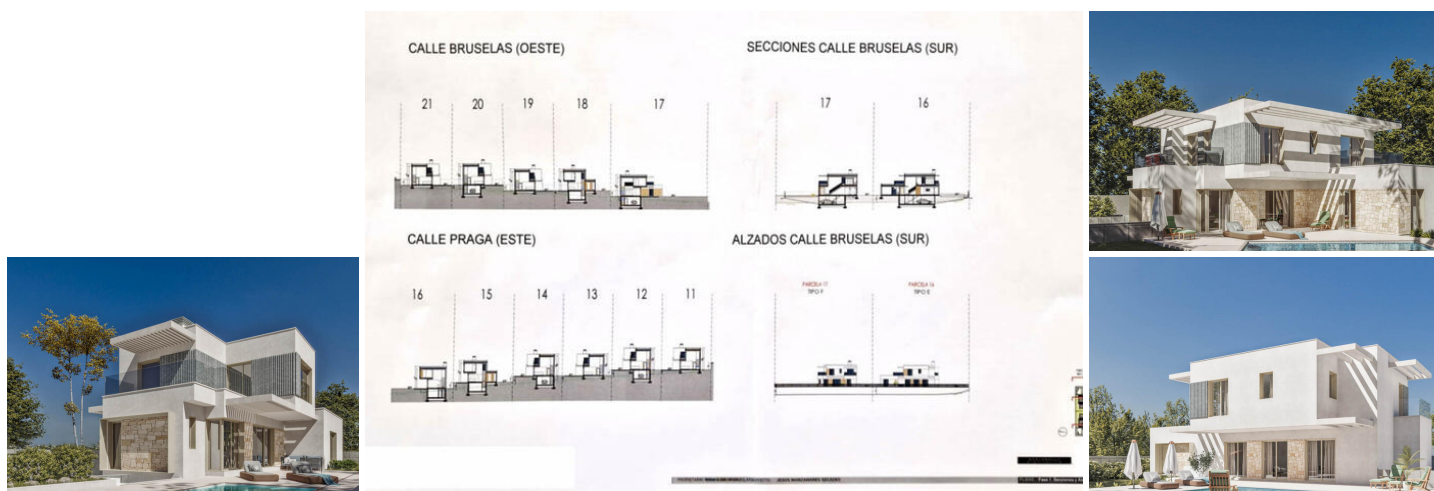 CALLE BRUSELAS (OESTE)
21 20 19 18 17
SECCIONES CALLE BRUSELAS (SUR)
17 16
CALLE PRAGA (ESTE)
16 15 14 13 12 11
ALZADOS CALLE BRUSELAS (SUR)
PARCELA 17
TIPO F
PARCELA 16
TIPO E